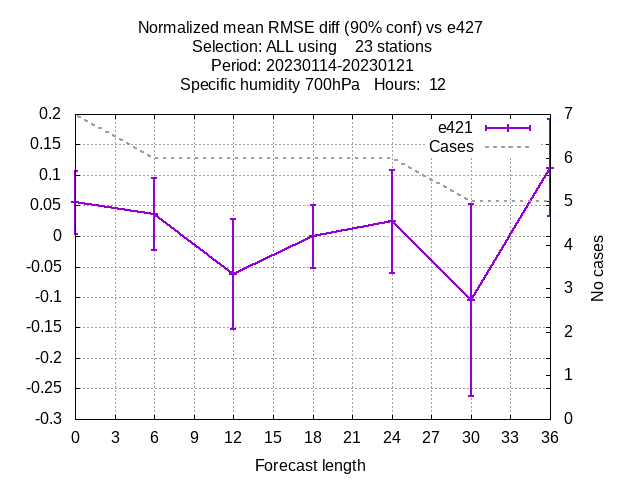 Normalized mean RMSE diff (90% conf) vs e427
Selection: ALL using    23 stations
Period: 20230114-20230121
Specific humidity 700hPa   Hours:  12
e421
Cases
0.2
0.15
0.1
0.05
0
-0.05
-0.1
-0.15
-0.2
-0.25
-0.3
7
6
5
4
3
2
1
0
No cases
0 3 6 9 12 15 18 21 24 27 30 33 36
Forecast length